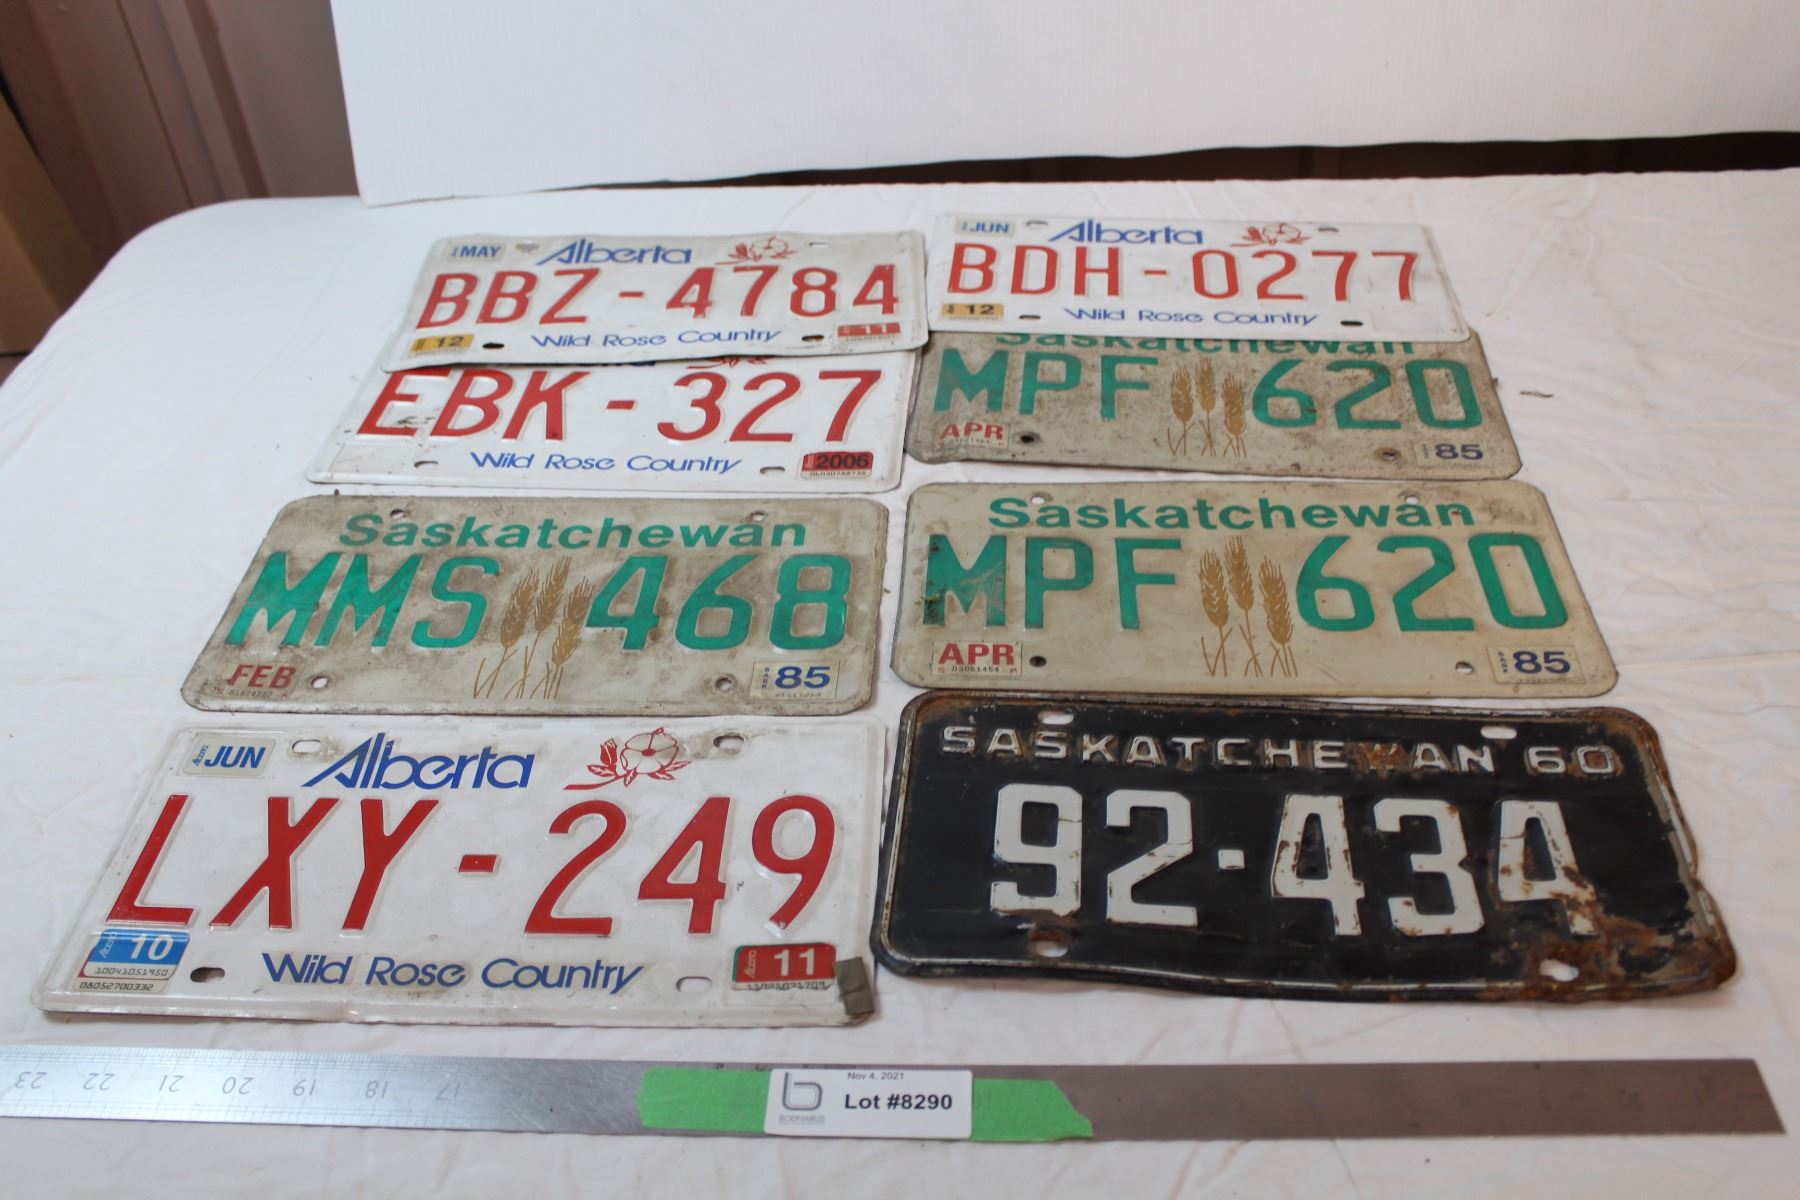 MAY Alberta
BBZ-4784
12 Wild Rose Country 11
JUN Alberta
BDH-0277
12 Wild Rose Country
EBK-327
Wild Rose Country 2006
Saskatchewan
MPF 620
APR 85
Saskatchewan
MMS 468
FEB 85
Saskatchewan
MPF 620
APR 85
03061454
JUN Alberta
LXY-249
10 Wild Rose Country 11
10041051950
08052700332
SASKATCHEWAN 60
92·434
23 22 21 20 19 18 17
Nov 4, 2021
Lot #8290